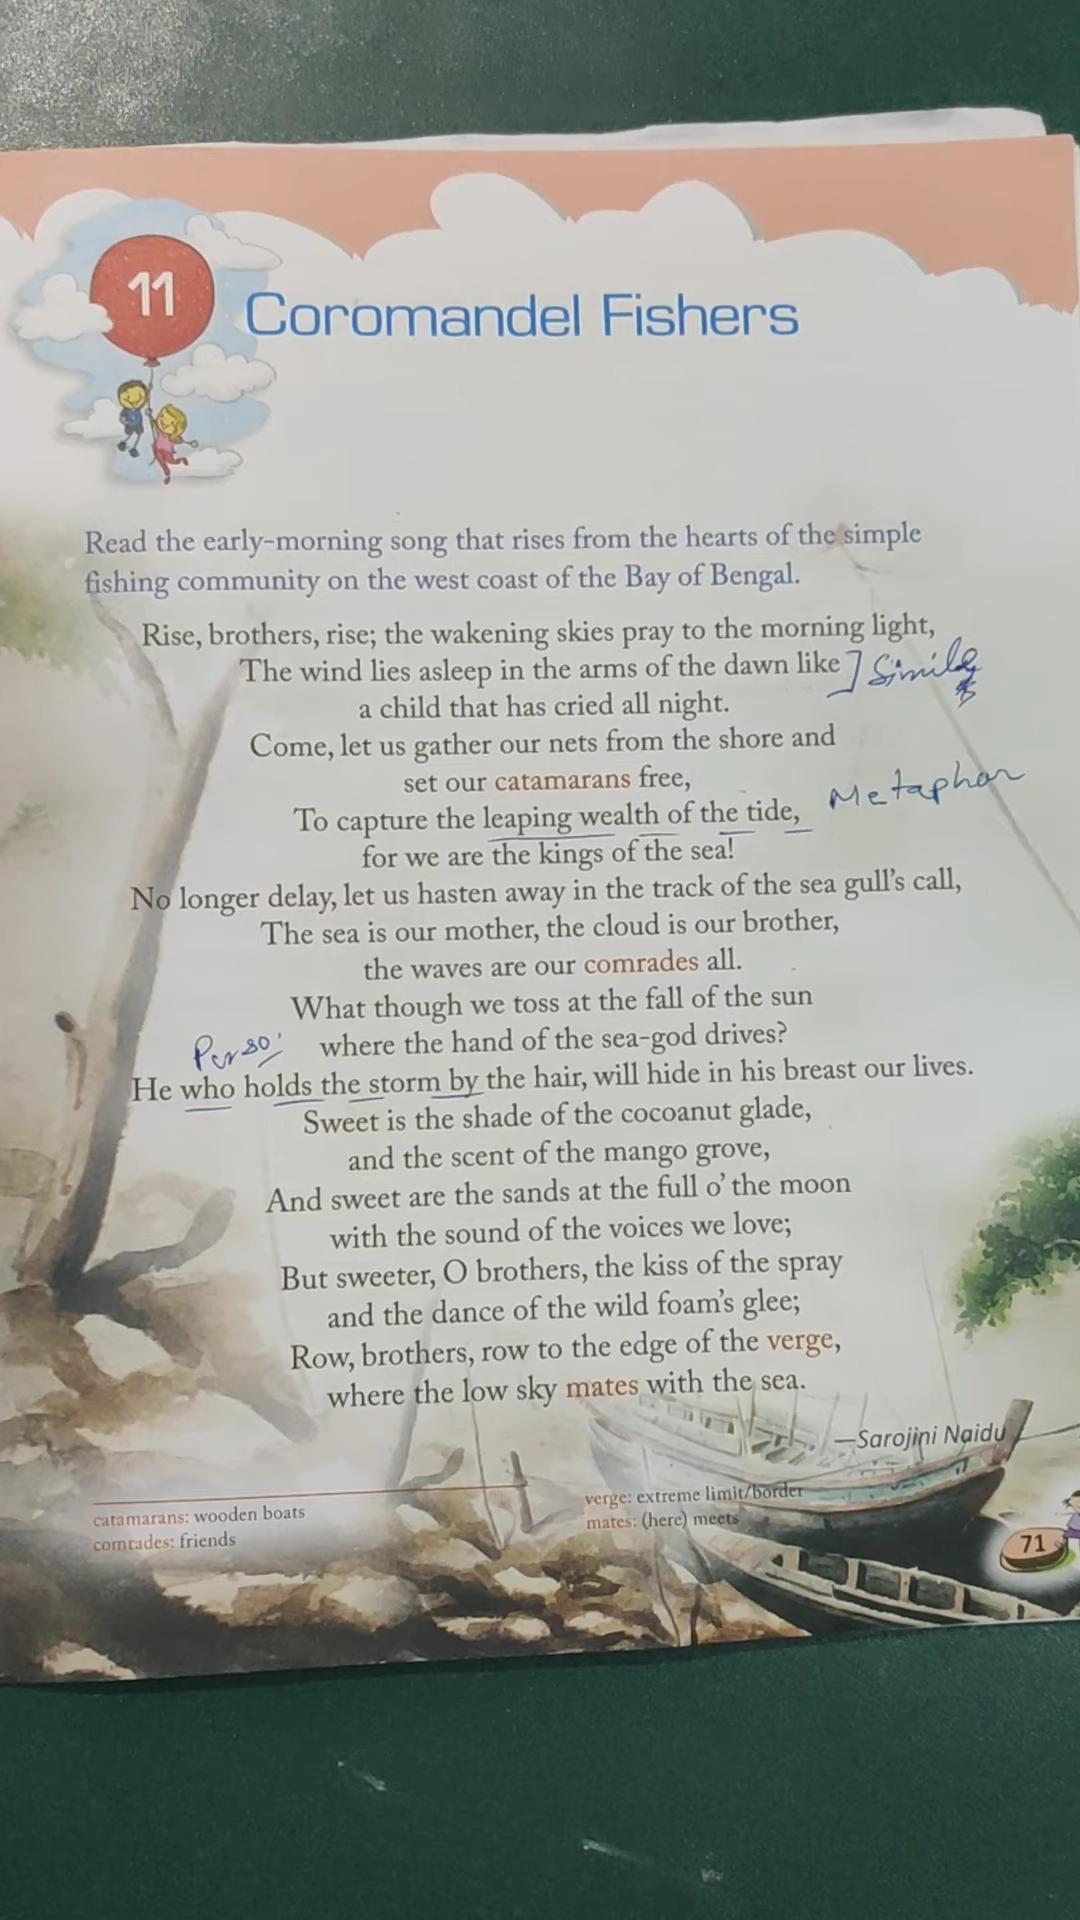 11
Coromandel Fishers
Read the early-morning song that rises from the hearts of the simple
fishing community on the west coast of the Bay of Bengal.
Rise, brothers, rise; the wakening skies pray to the morning light,
The wind lies asleep in the arms of the dawn like ] Simile
a child that has cried all night.
Come, let us gather our nets from the shore and
set our catamarans free,
To capture the leaping wealth of the tide, Metaphor
for we are the kings of the sea!
No longer delay, let us hasten away in the track of the sea gull's call,
The sea is our mother, the cloud is our brother,
the waves are our comrades all.
What though we toss at the fall of the sun
Perso. where the hand of the sea-god drives?
He who holds the storm by the hair, will hide in his breast our lives.
Sweet is the shade of the cocoanut glade,
and the scent of the mango grove,
And sweet are the sands at the full o' the moon
with the sound of the voices we love;
But sweeter, O brothers, the kiss of the spray
and the dance of the wild foam's glee;
Row, brothers, row to the edge of the verge,
where the low sky mates with the sea.
—Sarojini Naidu
catamarans: wooden boats
comrades: friends
verge: extreme limit/border
mates: (here) meets
71